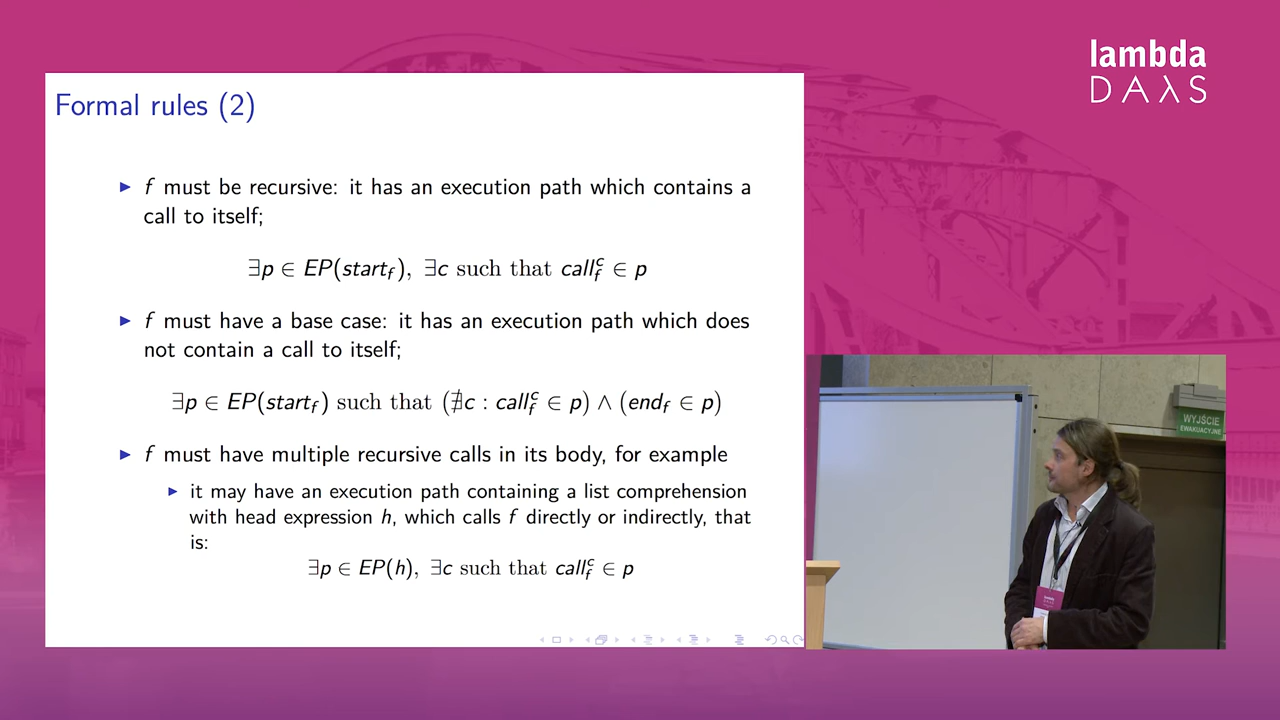 lambda
DAλS
Formal rules (2)
▶ f must be recursive: it has an execution path which contains a
call to itself;
∃p ∈ EP(start_f), ∃c such that call_f^c ∈ p
▶ f must have a base case: it has an execution path which does
not contain a call to itself;
∃p ∈ EP(start_f) such that (∄c : call_f^c ∈ p) ∧ (end_f ∈ p)
▶ f must have multiple recursive calls in its body, for example
▶ it may have an execution path containing a list comprehension
with head expression h, which calls f directly or indirectly, that
is:
∃p ∈ EP(h), ∃c such that call_f^c ∈ p
WYJŚCIE
EWAKUACYJNE
lambda